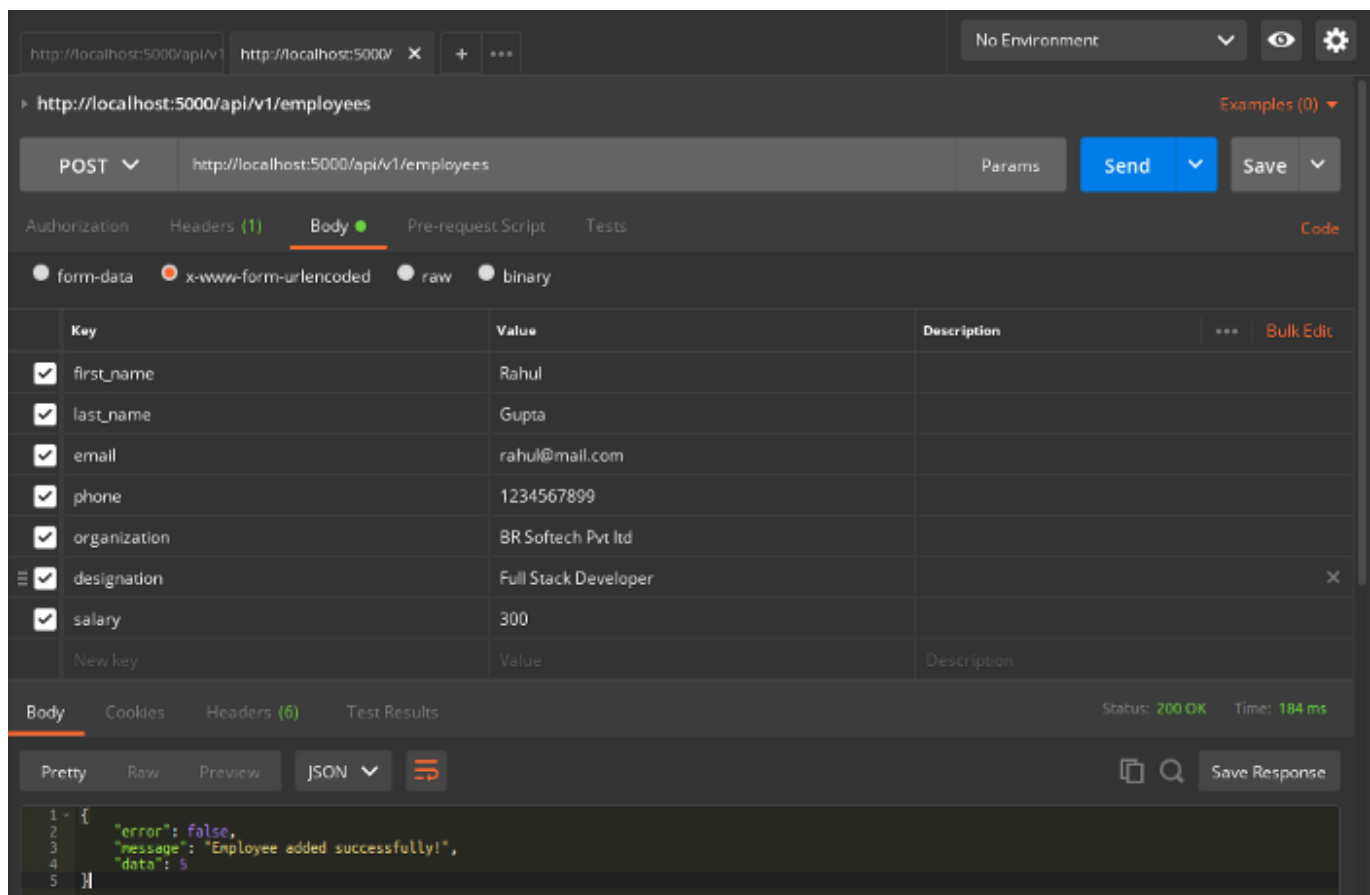 http://localhost:5000/api/v1 http://localhost:5000/ No Environment
http://localhost:5000/api/v1/employees Examples (0)
POST http://localhost:5000/api/v1/employees Params Send Save
Authorization Headers (1) Body Pre-request Script Tests Code
form-data x-www-form-urlencoded raw binary
Key Value Description Bulk Edit
first_name Rahul
last_name Gupta
email rahul@mail.com
phone 1234567899
organization BR Softech Pvt ltd
designation Full Stack Developer
salary 300
New key Value Description
Body Cookies Headers (6) Test Results Status: 200 OK Time: 184 ms
Pretty Raw Preview JSON Save Response
1 {
2 "error": false,
3 "message": "Employee added successfully!",
4 "data": 5
5 }